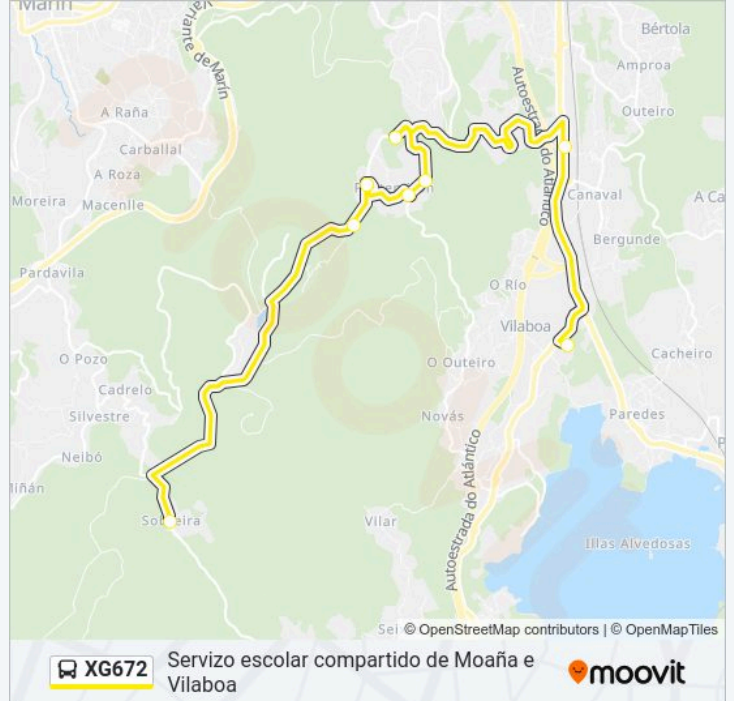 Marín
Variante de Marín
Bértola
Amproa
Autoestrada do Atlántico
Outeiro
A Raña
Carballal
A Roza
Moreira
Macenlle
Canaval
A Ca
Bergunde
Pardavila
O Río
Vilaboa
O Pozo
O Outeiro
Cacheiro
Cadrelo
Silvestre
Novás
Paredes
Neibó
P
liñán
Autoestrada do Atlántico
Vilar
Illas Alvedosas
Sei
© OpenStreetMap contributors | © OpenMapTiles
XG672
Servizo escolar compartido de Moaña e
Vilaboa
moovit